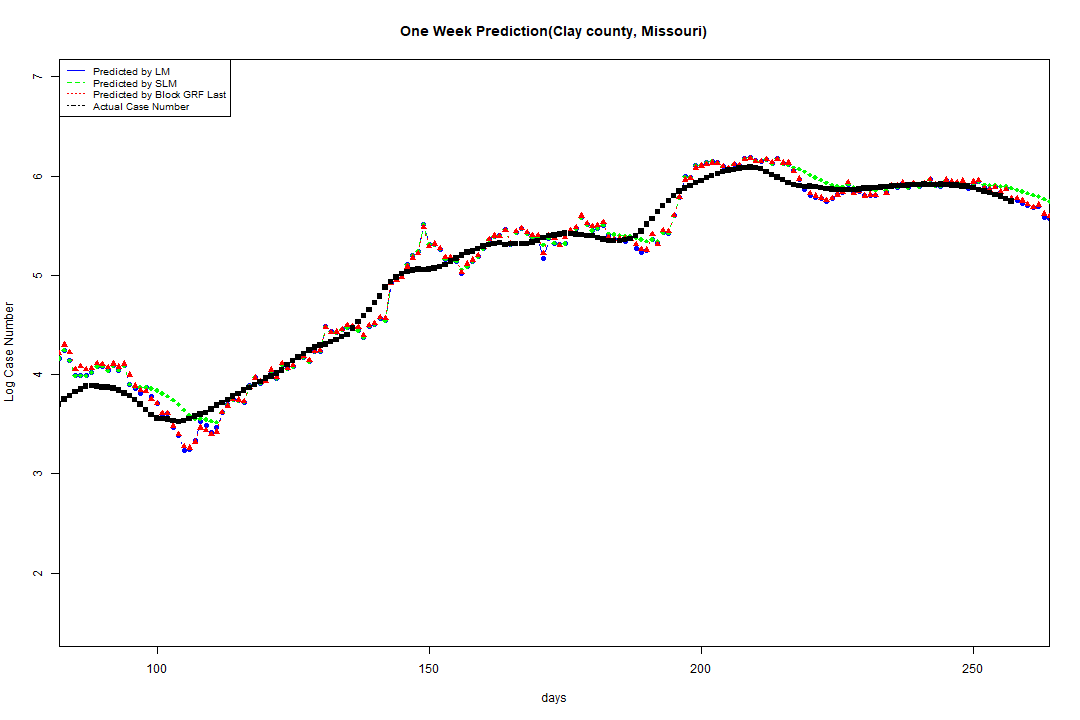 One Week Prediction(Clay county, Missouri)
Predicted by LM
Predicted by SLM
Predicted by Block GRF Last
Actual Case Number
7
6
5
4
3
2
Log Case Number
100 150 200 250
days